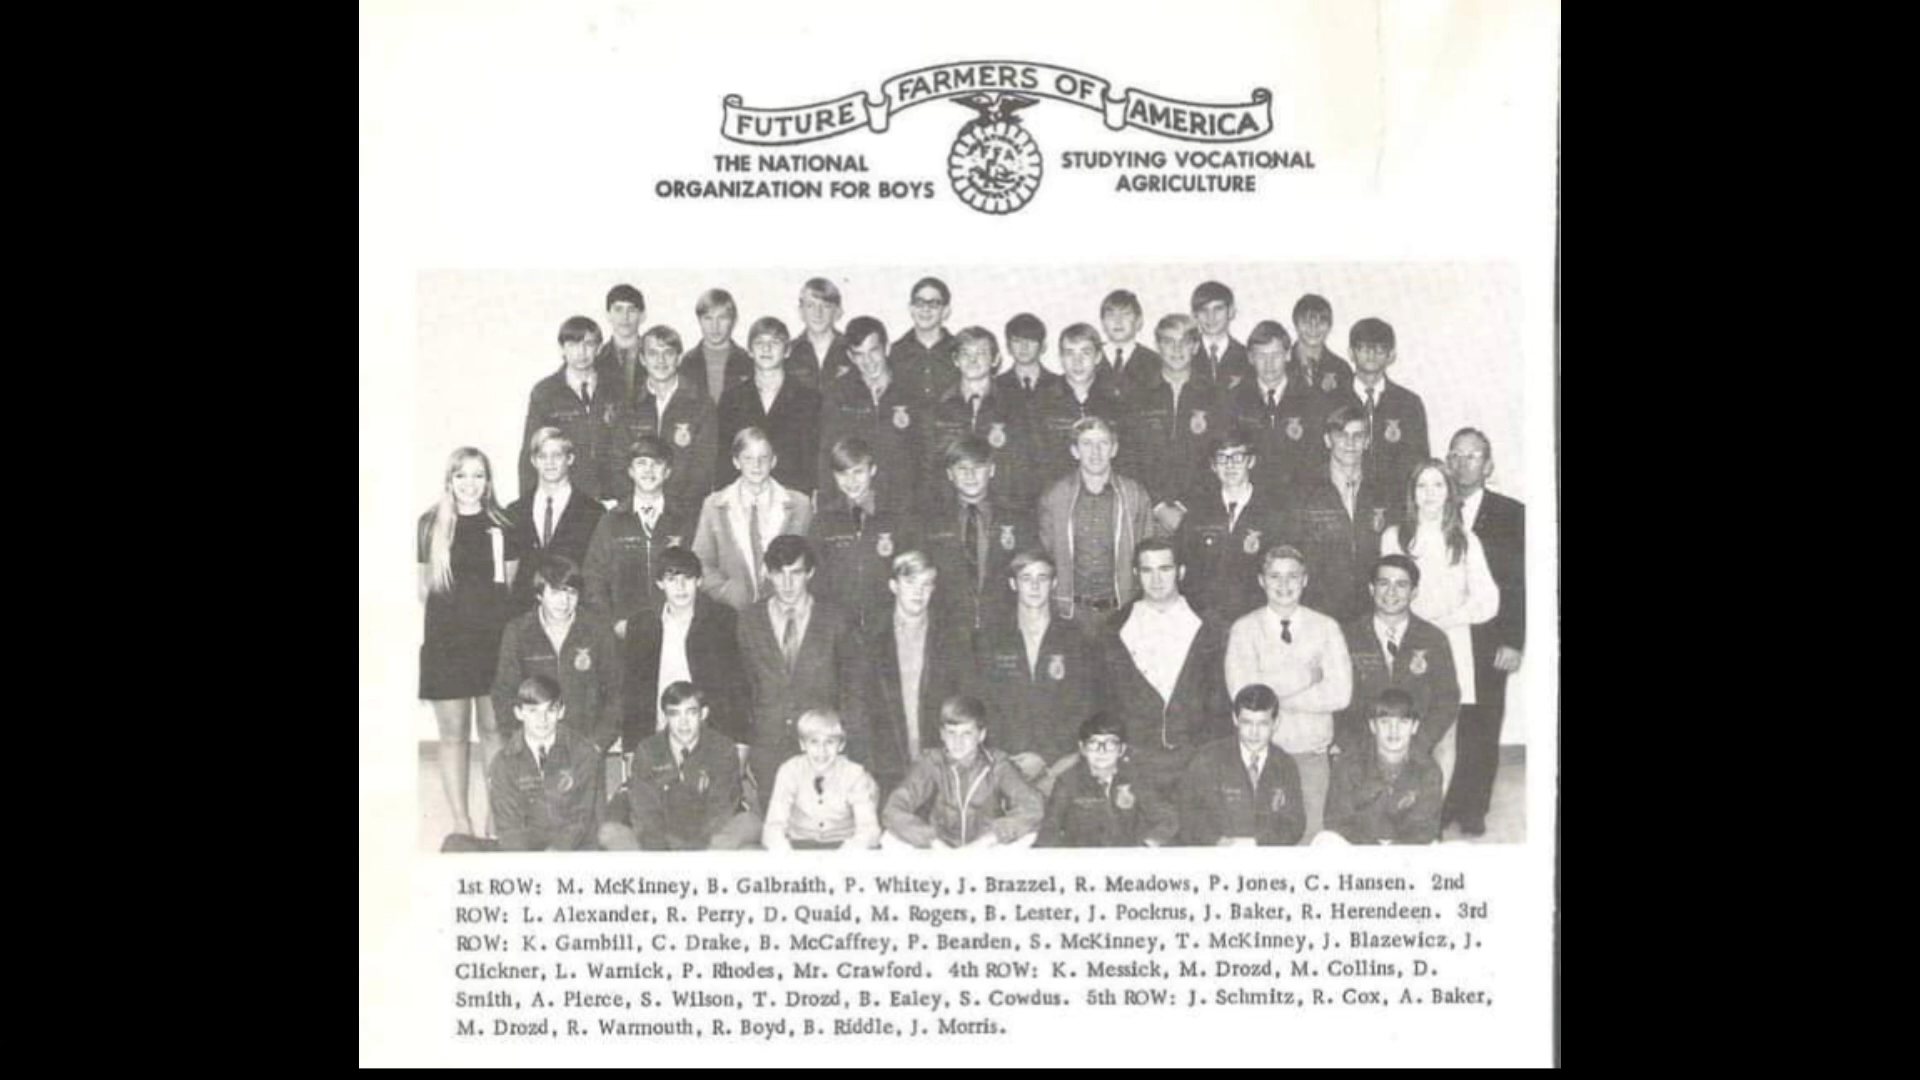 FUTURE FARMERS OF AMERICA
THE NATIONAL
ORGANIZATION FOR BOYS
STUDYING VOCATIONAL
AGRICULTURE
FFA
1st ROW: M. McKinney, B. Galbraith, P. Whitey, J. Brazzel, R. Meadows, P. Jones, C. Hansen. 2nd
ROW: L. Alexander, R. Perry, D. Quaid, M. Rogers, B. Lester, J. Pockrus, J. Baker, R. Herendeen. 3rd
ROW: K. Gambill, C. Drake, B. McCaffrey, P. Bearden, S. McKinney, T. McKinney, J. Blazewicz, J.
Clickner, L. Warnick, P. Rhodes, Mr. Crawford. 4th ROW: K. Messick, M. Drozd, M. Collins, D.
Smith, A. Pierce, S. Wilson, T. Drozd, B. Ealey, S. Cowdus. 5th ROW: J. Schmitz, R. Cox, A. Baker,
M. Drozd, R. Warmouth, R. Boyd, B. Riddle, J. Morris.